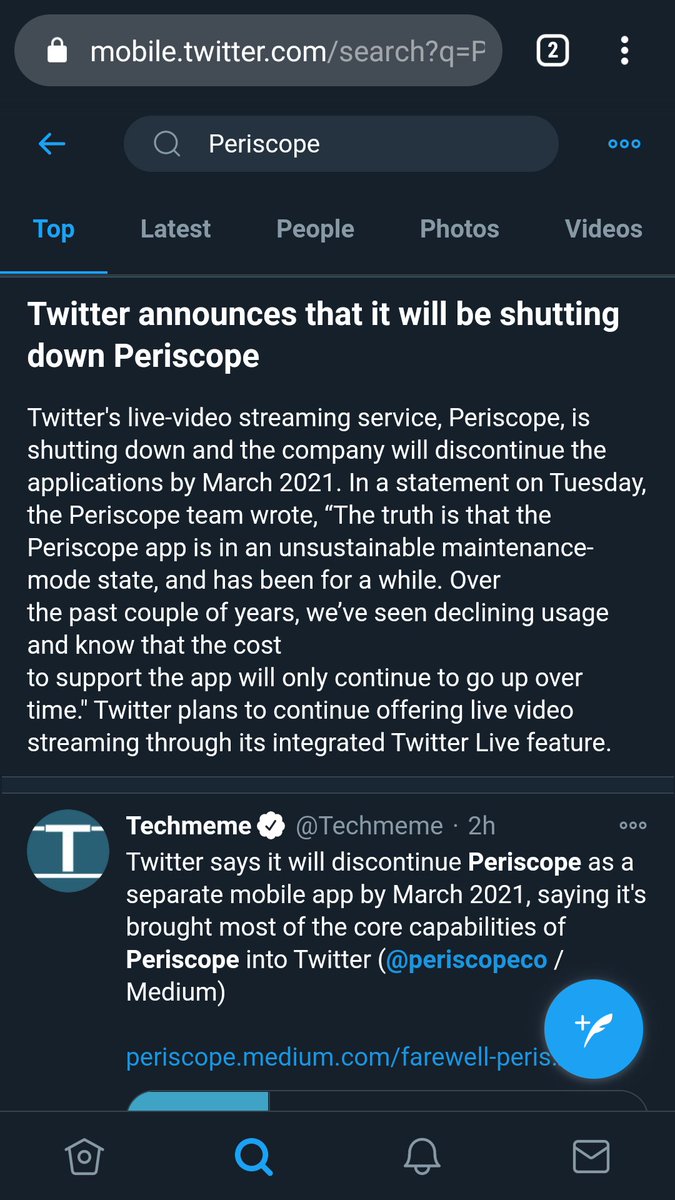 mobile.twitter.com/search?q=P
2
Periscope
Top Latest People Photos Videos
Twitter announces that it will be shutting
down Periscope
Twitter's live-video streaming service, Periscope, is
shutting down and the company will discontinue the
applications by March 2021. In a statement on Tuesday,
the Periscope team wrote, “The truth is that the
Periscope app is in an unsustainable maintenance-
mode state, and has been for a while. Over
the past couple of years, we’ve seen declining usage
and know that the cost
to support the app will only continue to go up over
time." Twitter plans to continue offering live video
streaming through its integrated Twitter Live feature.
T
Techmeme @Techmeme · 2h
Twitter says it will discontinue Periscope as a
separate mobile app by March 2021, saying it's
brought most of the core capabilities of
Periscope into Twitter (@periscopeco /
Medium)
periscope.medium.com/farewell-peris…